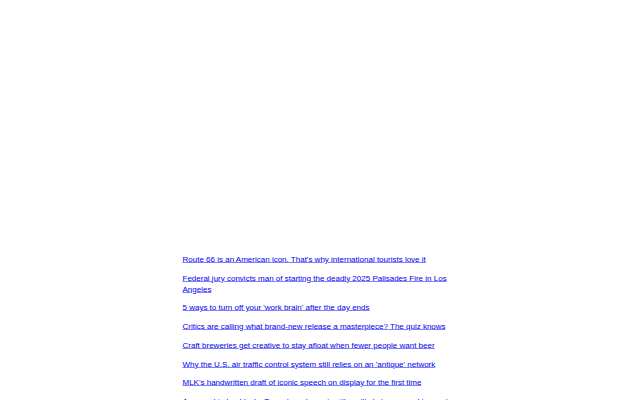 Route 66 is an American icon. That's why international tourists love it
Federal jury convicts man of starting the deadly 2025 Palisades Fire in Los
Angeles
5 ways to turn off your 'work brain' after the day ends
Critics are calling what brand-new release a masterpiece? The quiz knows
Craft breweries get creative to stay afloat when fewer people want beer
Why the U.S. air traffic control system still relies on an 'antique' network
MLK's handwritten draft of iconic speech on display for the first time